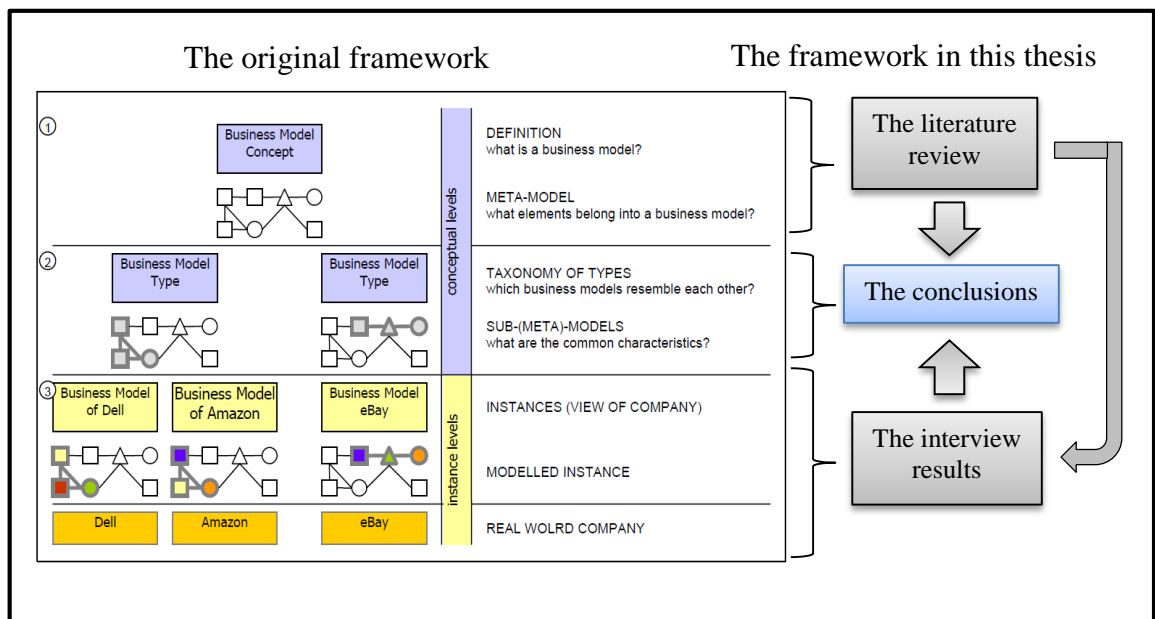 The original framework
The framework in this thesis
1
Business Model
Concept
DEFINITION
what is a business model?
META-MODEL
what elements belong into a business model?
conceptual levels
2
Business Model
Type
Business Model
Type
TAXONOMY OF TYPES
which business models resemble each other?
SUB-(META)-MODELS
what are the common characteristics?
3
Business Model
of Dell
Business Model
of Amazon
Business Model
eBay
INSTANCES (VIEW OF COMPANY)
MODELLED INSTANCE
instance levels
Dell
Amazon
eBay
REAL WOLRD COMPANY
The literature
review
The conclusions
The interview
results